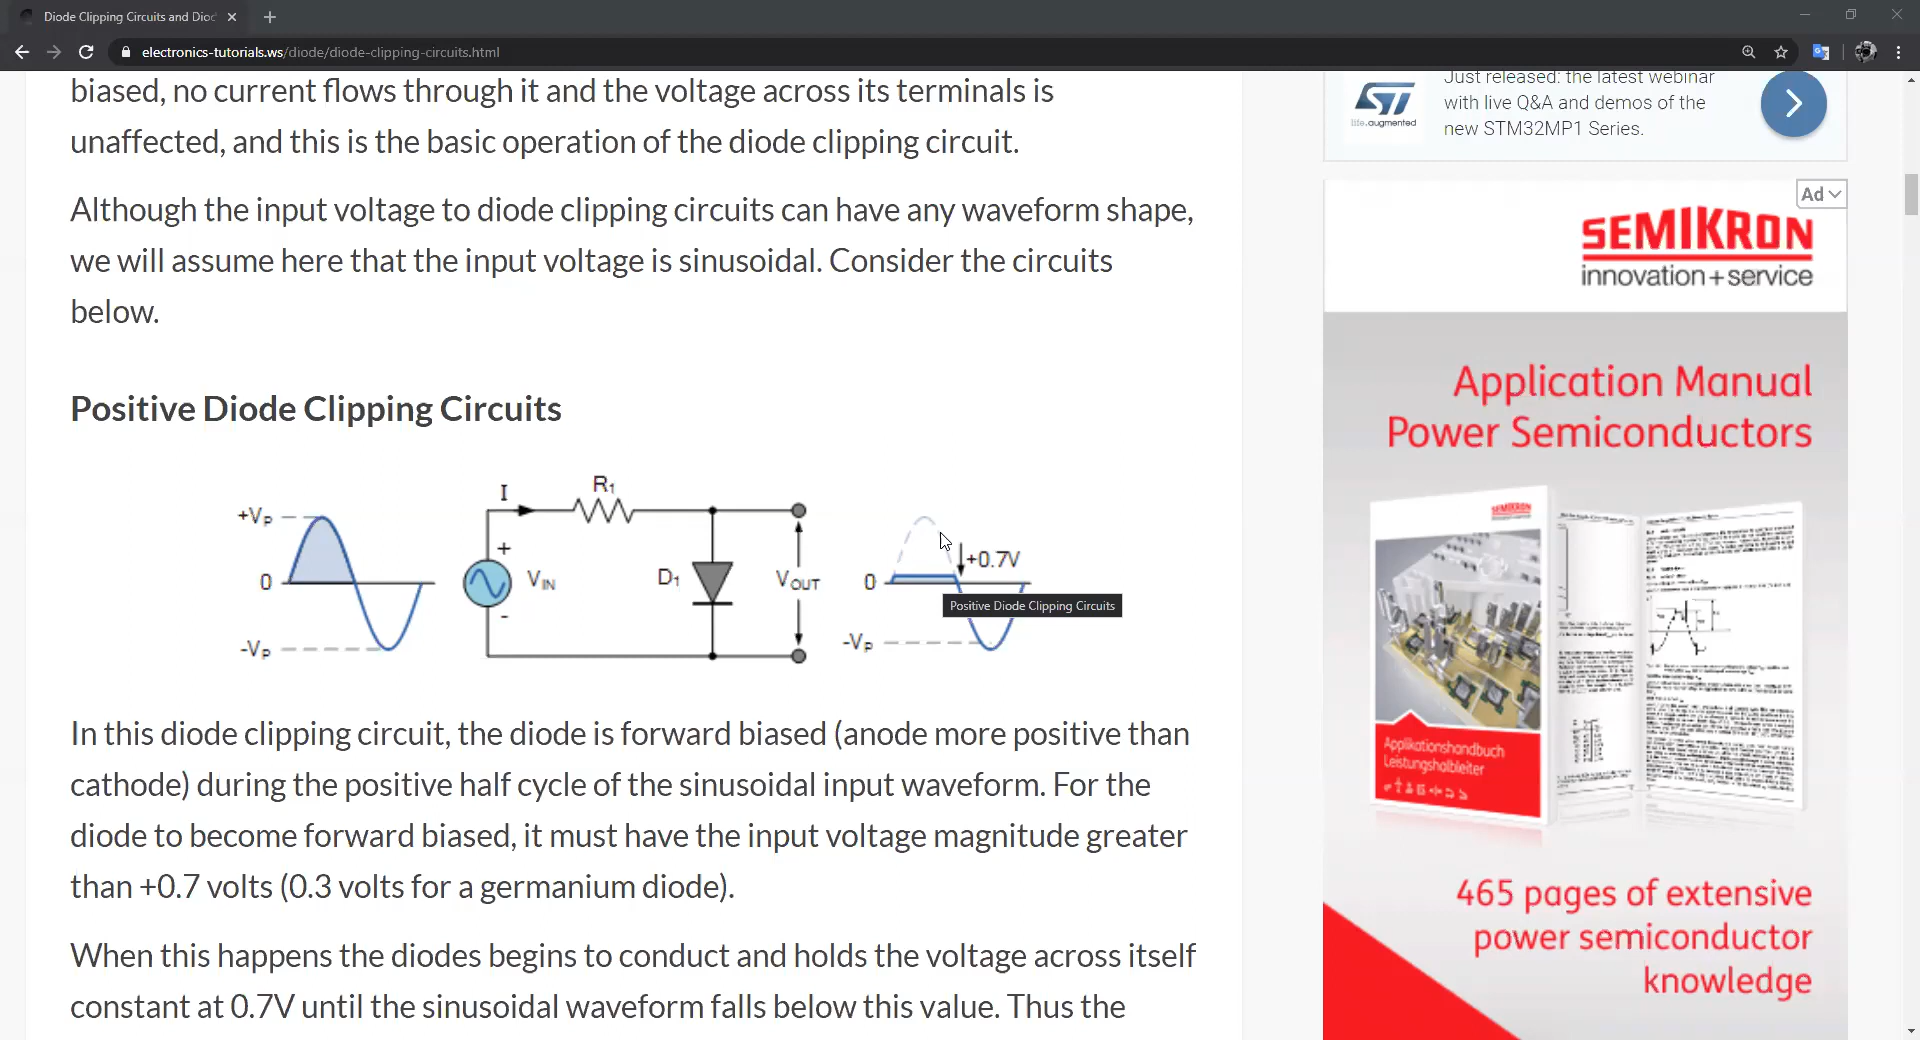 Diode Clipping Circuits and Dioc
electronics-tutorials.ws/diode/diode-clipping-circuits.html
biased, no current flows through it and the voltage across its terminals is
unaffected, and this is the basic operation of the diode clipping circuit.
Although the input voltage to diode clipping circuits can have any waveform shape,
we will assume here that the input voltage is sinusoidal. Consider the circuits
below.
Positive Diode Clipping Circuits
+VP
0
-VP
I
R1
+
VIN
-
D1
VOUT
0
+0.7V
-VP
Positive Diode Clipping Circuits
In this diode clipping circuit, the diode is forward biased (anode more positive than
cathode) during the positive half cycle of the sinusoidal input waveform. For the
diode to become forward biased, it must have the input voltage magnitude greater
than +0.7 volts (0.3 volts for a germanium diode).
When this happens the diodes begins to conduct and holds the voltage across itself
constant at 0.7V until the sinusoidal waveform falls below this value. Thus the
ST
life.augmented
Just released: the latest webinar
with live Q&A and demos of the
new STM32MP1 Series.
Ad
SEMIKRON
innovation+service
Application Manual
Power Semiconductors
SEMIKRON
Applikationshandbuch
Leistungshalbleiter
465 pages of extensive
power semiconductor
knowledge